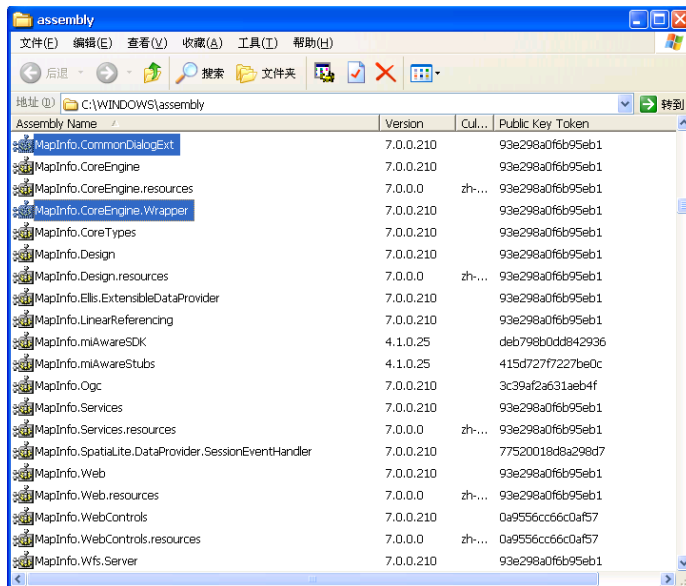 assembly
文件(F) 编辑(E) 查看(V) 收藏(A) 工具(T) 帮助(H)
后退 搜索 文件夹
地址(D) C:\WINDOWS\assembly 转到
Assembly Name Version Cul... Public Key Token
MapInfo.CommonDialogExt 7.0.0.210 93e298a0f6b95eb1
MapInfo.CoreEngine 7.0.0.210 93e298a0f6b95eb1
MapInfo.CoreEngine.resources 7.0.0.0 zh-... 93e298a0f6b95eb1
MapInfo.CoreEngine.Wrapper 7.0.0.210 93e298a0f6b95eb1
MapInfo.CoreTypes 7.0.0.210 93e298a0f6b95eb1
MapInfo.Design 7.0.0.210 93e298a0f6b95eb1
MapInfo.Design.resources 7.0.0.0 zh-... 93e298a0f6b95eb1
MapInfo.Ellis.ExtensibleDataProvider 7.0.0.210 93e298a0f6b95eb1
MapInfo.LinearReferencing 7.0.0.210 93e298a0f6b95eb1
MapInfo.miAwareSDK 4.1.0.25 deb798b0dd842936
MapInfo.miAwareStubs 4.1.0.25 415d727f7227be0c
MapInfo.Ogc 7.0.0.210 3c39af2a631aeb4f
MapInfo.Services 7.0.0.210 93e298a0f6b95eb1
MapInfo.Services.resources 7.0.0.0 zh-... 93e298a0f6b95eb1
MapInfo.SpatiaLite.DataProvider.SessionEventHandler 7.0.0.210 77520018d8a298d7
MapInfo.Web 7.0.0.210 93e298a0f6b95eb1
MapInfo.Web.resources 7.0.0.0 zh-... 93e298a0f6b95eb1
MapInfo.WebControls 7.0.0.210 0a9556cc66c0af57
MapInfo.WebControls.resources 7.0.0.0 zh-... 0a9556cc66c0af57
MapInfo.Wfs.Server 7.0.0.210 93e298a0f6b95eb1